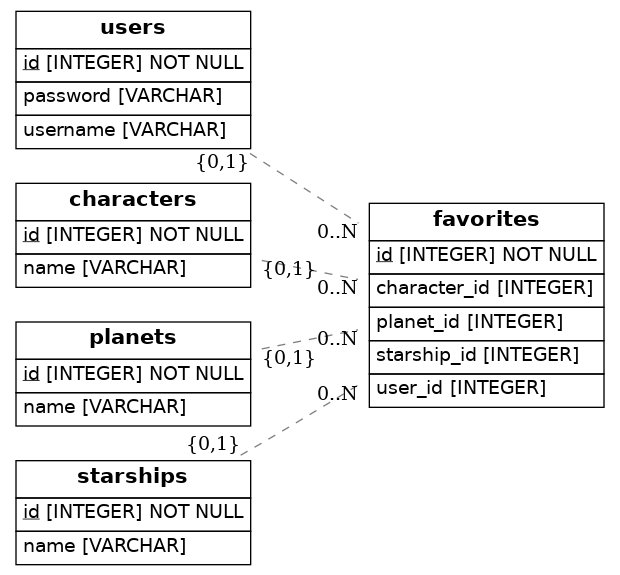 users
id [INTEGER] NOT NULL
password [VARCHAR]
username [VARCHAR]
{0,1}
0..N
characters
id [INTEGER] NOT NULL
name [VARCHAR]
{0,1}
0..N
planets
id [INTEGER] NOT NULL
name [VARCHAR]
{0,1}
0..N
starships
id [INTEGER] NOT NULL
name [VARCHAR]
{0,1}
0..N
favorites
id [INTEGER] NOT NULL
character_id [INTEGER]
planet_id [INTEGER]
starship_id [INTEGER]
user_id [INTEGER]